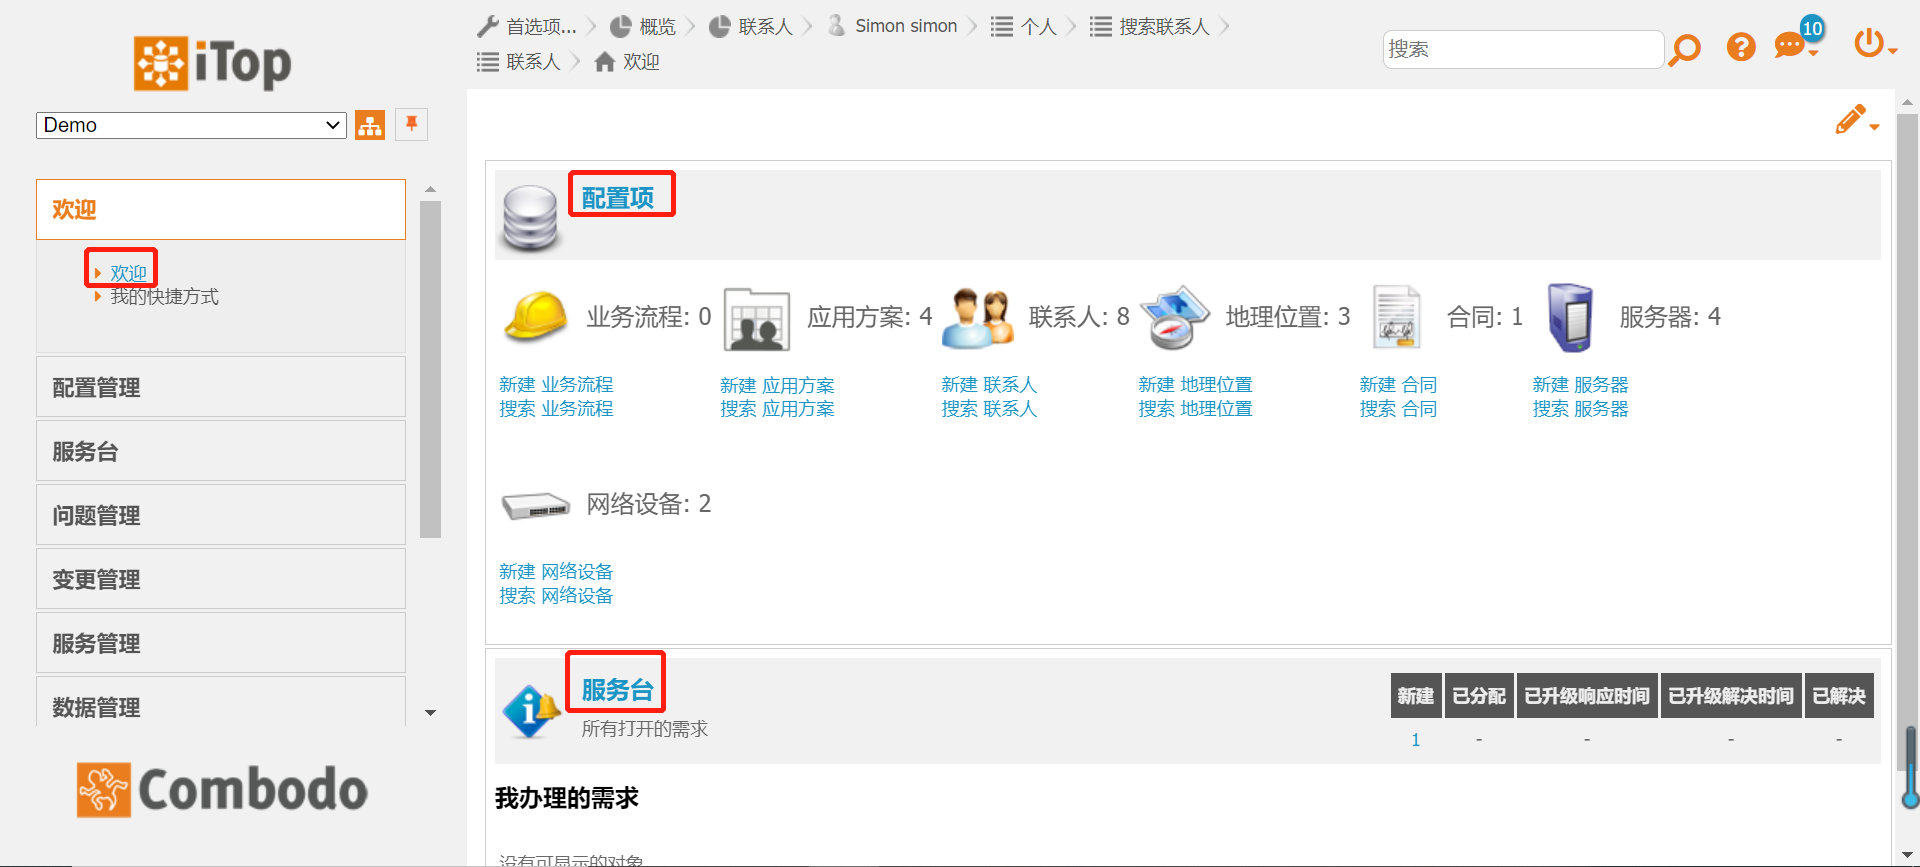 首选项...
概览
联系人
Simon simon
个人
搜索联系人
联系人
欢迎
搜索
10
iTop
Demo
欢迎
欢迎
我的快捷方式
配置管理
服务台
问题管理
变更管理
服务管理
数据管理
Combodo
配置项
业务流程: 0
新建 业务流程
搜索 业务流程
应用方案: 4
新建 应用方案
搜索 应用方案
联系人: 8
新建 联系人
搜索 联系人
地理位置: 3
新建 地理位置
搜索 地理位置
合同: 1
新建 合同
搜索 合同
服务器: 4
新建 服务器
搜索 服务器
网络设备: 2
新建 网络设备
搜索 网络设备
服务台
所有打开的需求
新建 已分配 已升级响应时间 已升级解决时间 已解决
1 - - - -
我办理的需求
没有可显示的对象